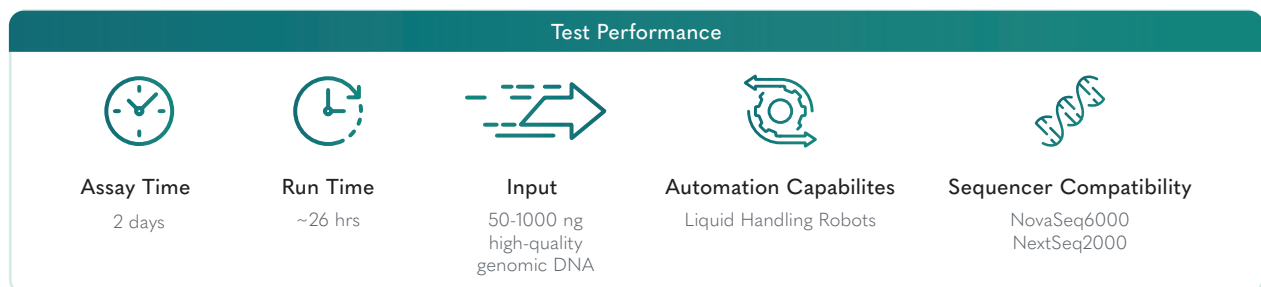 Test Performance
Assay Time
2 days
Run Time
~26 hrs
Input
50-1000 ng
high-quality
genomic DNA
Automation Capabilites
Liquid Handling Robots
Sequencer Compatibility
NovaSeq6000
NextSeq2000